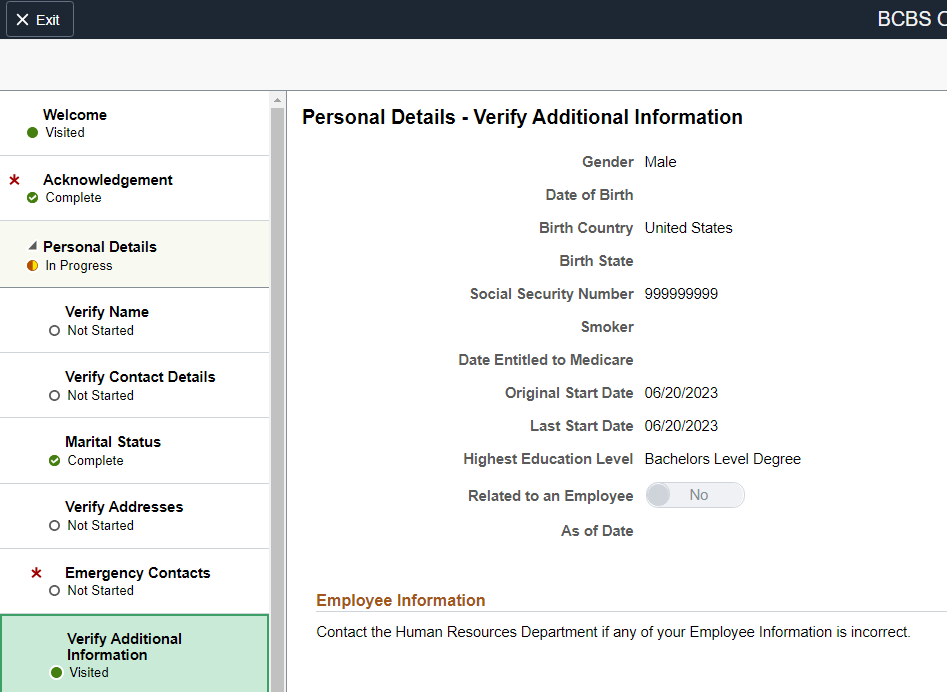 Exit
BCBS
Welcome
Visited
Acknowledgement
Complete
Personal Details
In Progress
Verify Name
Not Started
Verify Contact Details
Not Started
Marital Status
Complete
Verify Addresses
Not Started
Emergency Contacts
Not Started
Verify Additional
Information
Visited
Personal Details - Verify Additional Information
Gender Male
Date of Birth
Birth Country United States
Birth State
Social Security Number 999999999
Smoker
Date Entitled to Medicare
Original Start Date 06/20/2023
Last Start Date 06/20/2023
Highest Education Level Bachelors Level Degree
Related to an Employee No
As of Date
Employee Information
Contact the Human Resources Department if any of your Employee Information is incorrect.